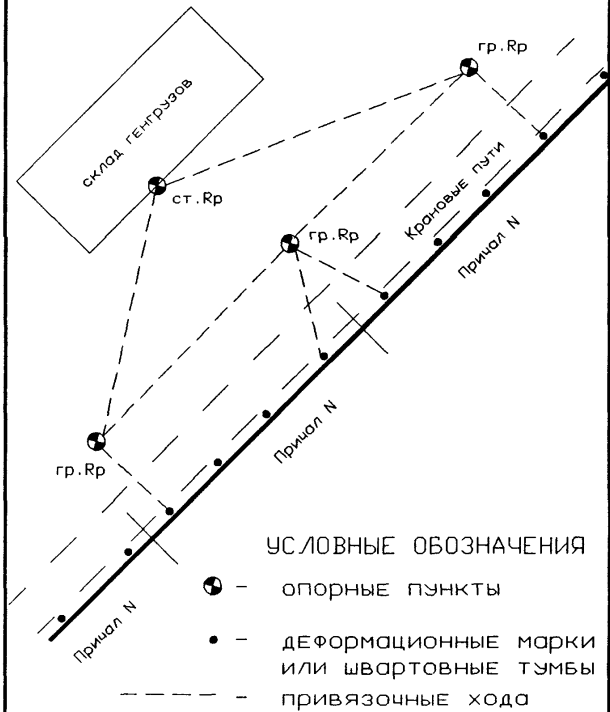 гр.Rp
склад генгрузов
ст.Rp
Крановые пути
гр.Rp
Причал N
Причал N
гр.Rp
Причал N
УСЛОВНЫЕ ОБОЗНАЧЕНИЯ
- опорные пункты
- деформационные марки
или швартовные тумбы
- привязочные хода